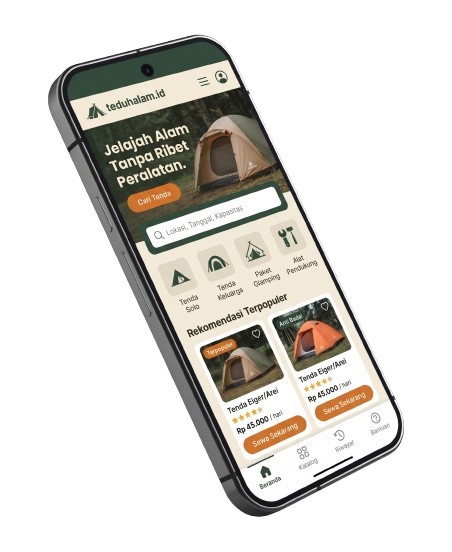 teduhalam.id
Jelajah Alam
Tanpa Ribet
Peralatan.
Cari Tenda
Lokasi, Tanggal, Kapasitas
Tenda
Solo
Tenda
Keluarga
Paket
Glamping
Alat
Pendukung
Rekomendasi Terpopuler
Terpopuler
Tenda Eiger/Arei
Rp 45.000 / hari
Sewa Sekarang
Anti Badai
Tenda Eiger/Arei
Rp 45.000 / hari
Sewa Sekarang
Beranda
Katalog
Riwayat
Bantuan